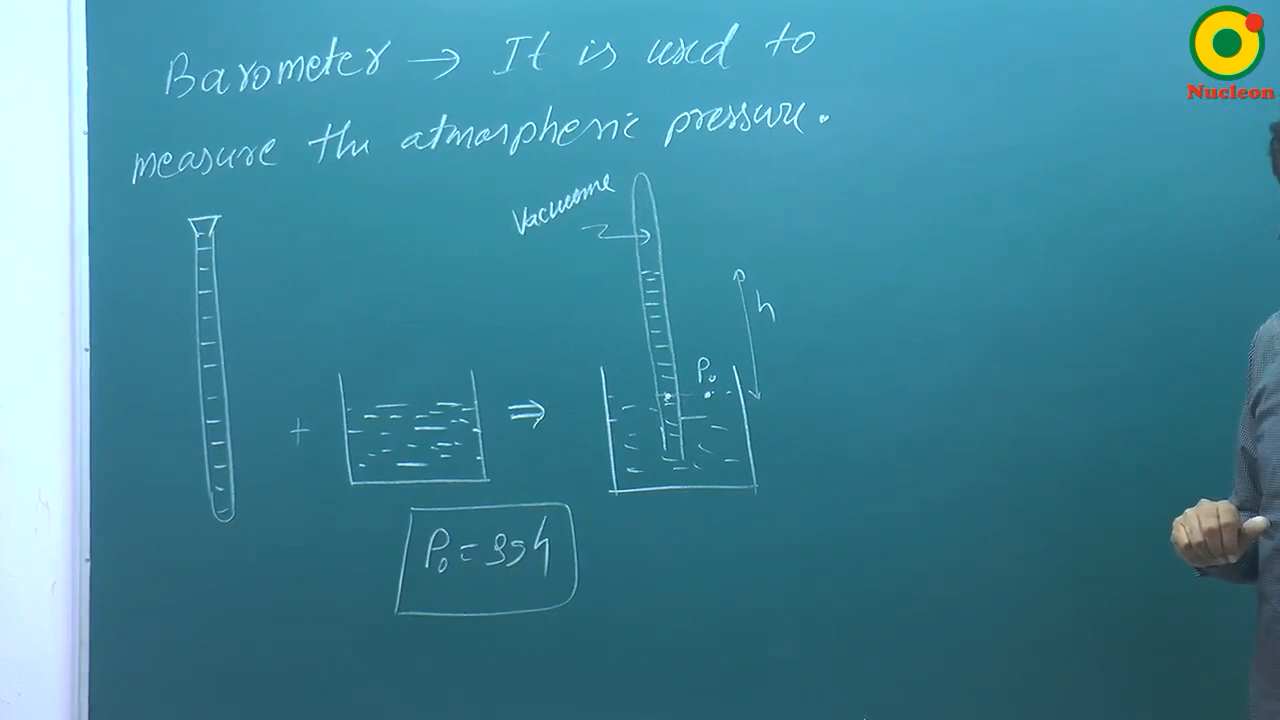 Barometer → It is used to
measure the atmospheric pressure.
Nucleon
Vacuume
h
P₀
+ ⇒
P₀ = ρgh